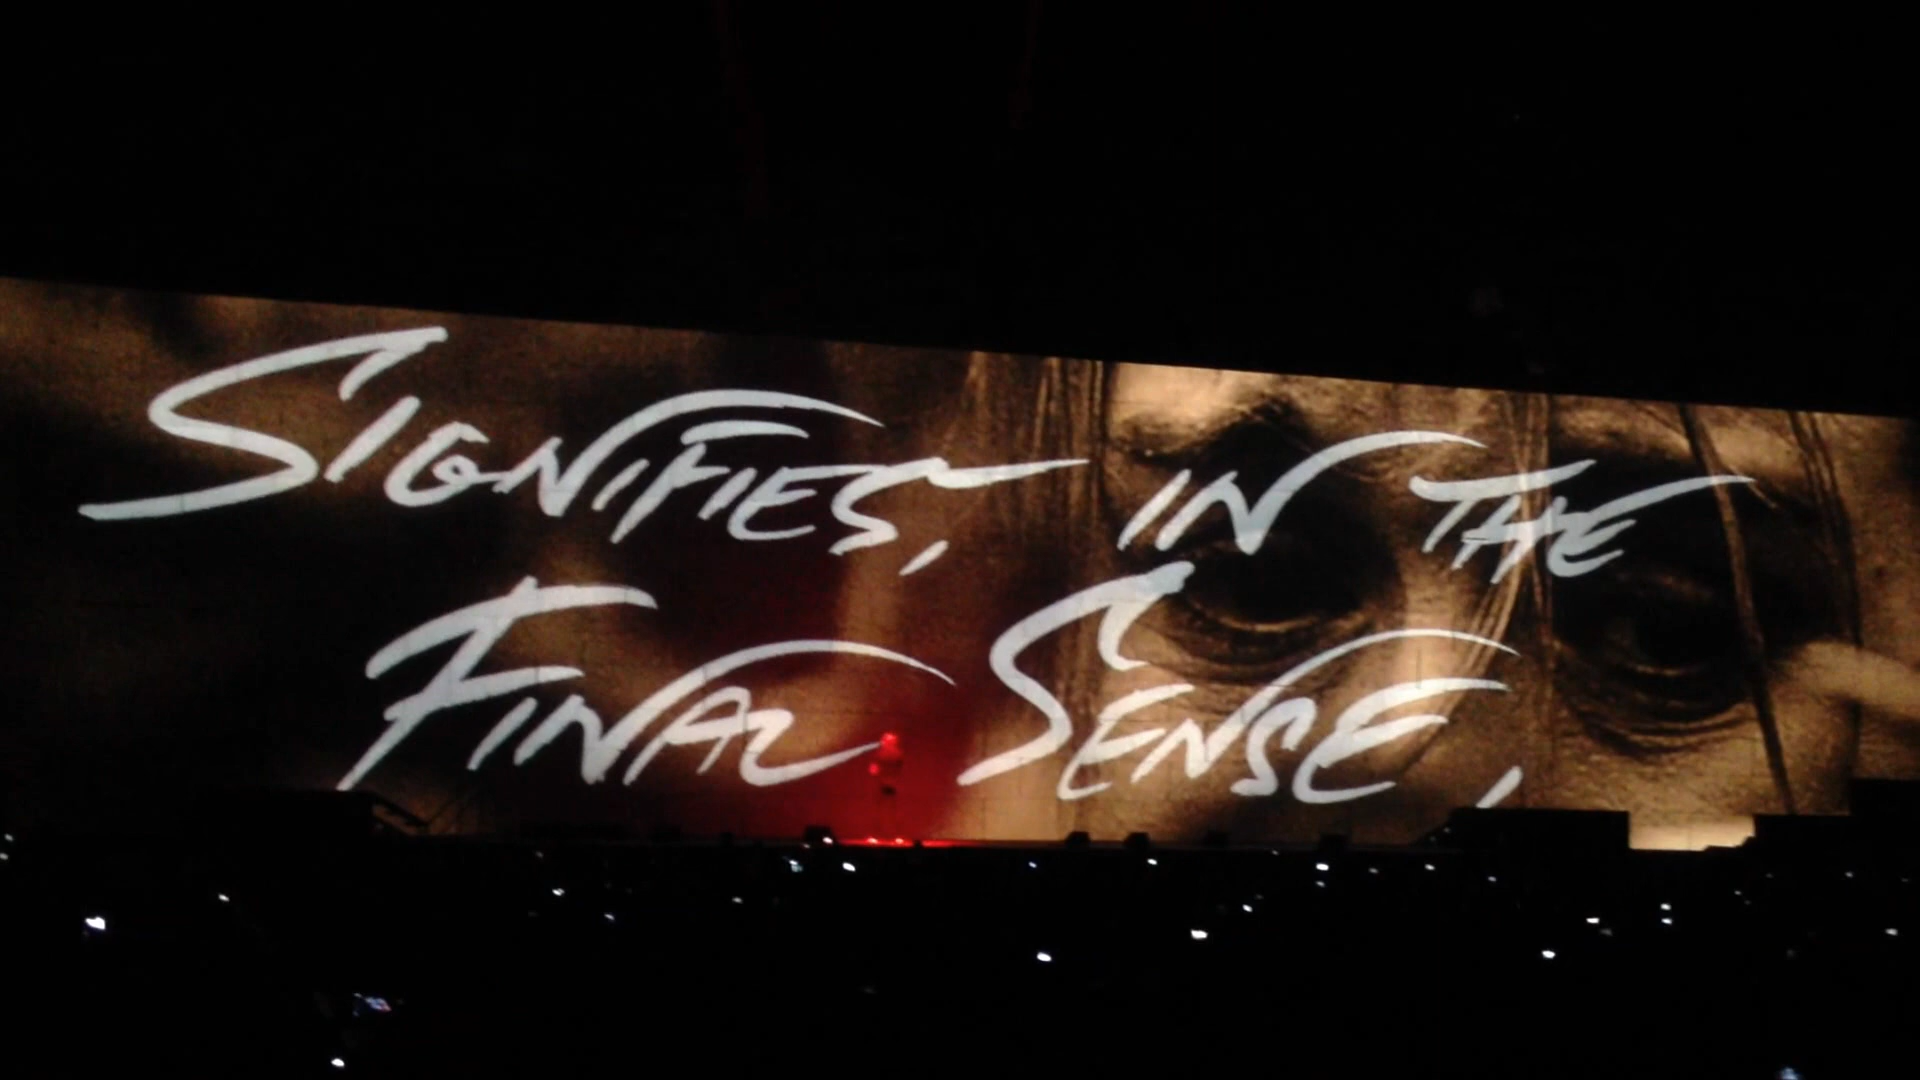 Signifies, in the
Final Sense,